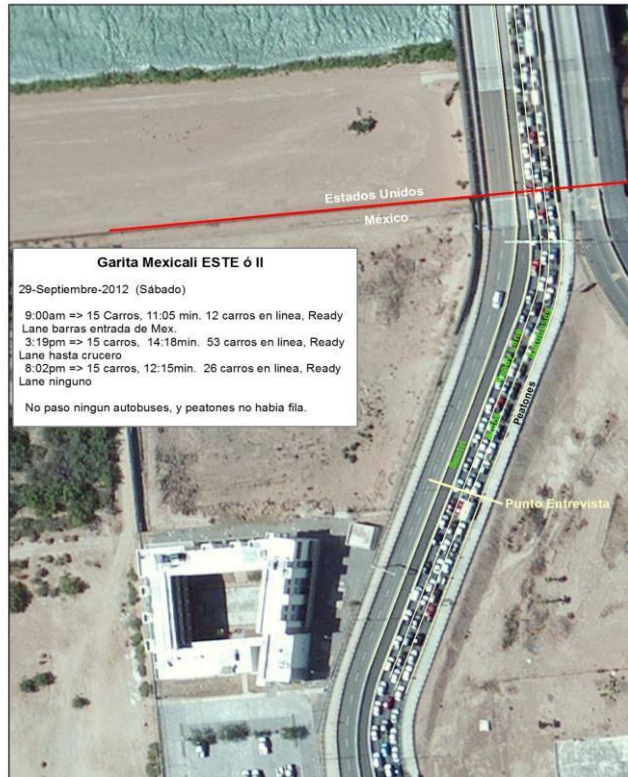 Estados Unidos
México
Garita Mexicali ESTE ó II
29-Septiembre-2012 (Sábado)
9:00am => 15 Carros, 11:05 min. 12 carros en linea, Ready
Lane barras entrada de Mex.
3:19pm => 15 carros, 14:18min. 53 carros en linea, Ready
Lane hasta crucero
8:02pm => 15 carros, 12:15min. 26 carros en linea, Ready
Lane ninguno
No paso ningun autobuses, y peatones no habia fila.
Peatones
Punto Entrevista